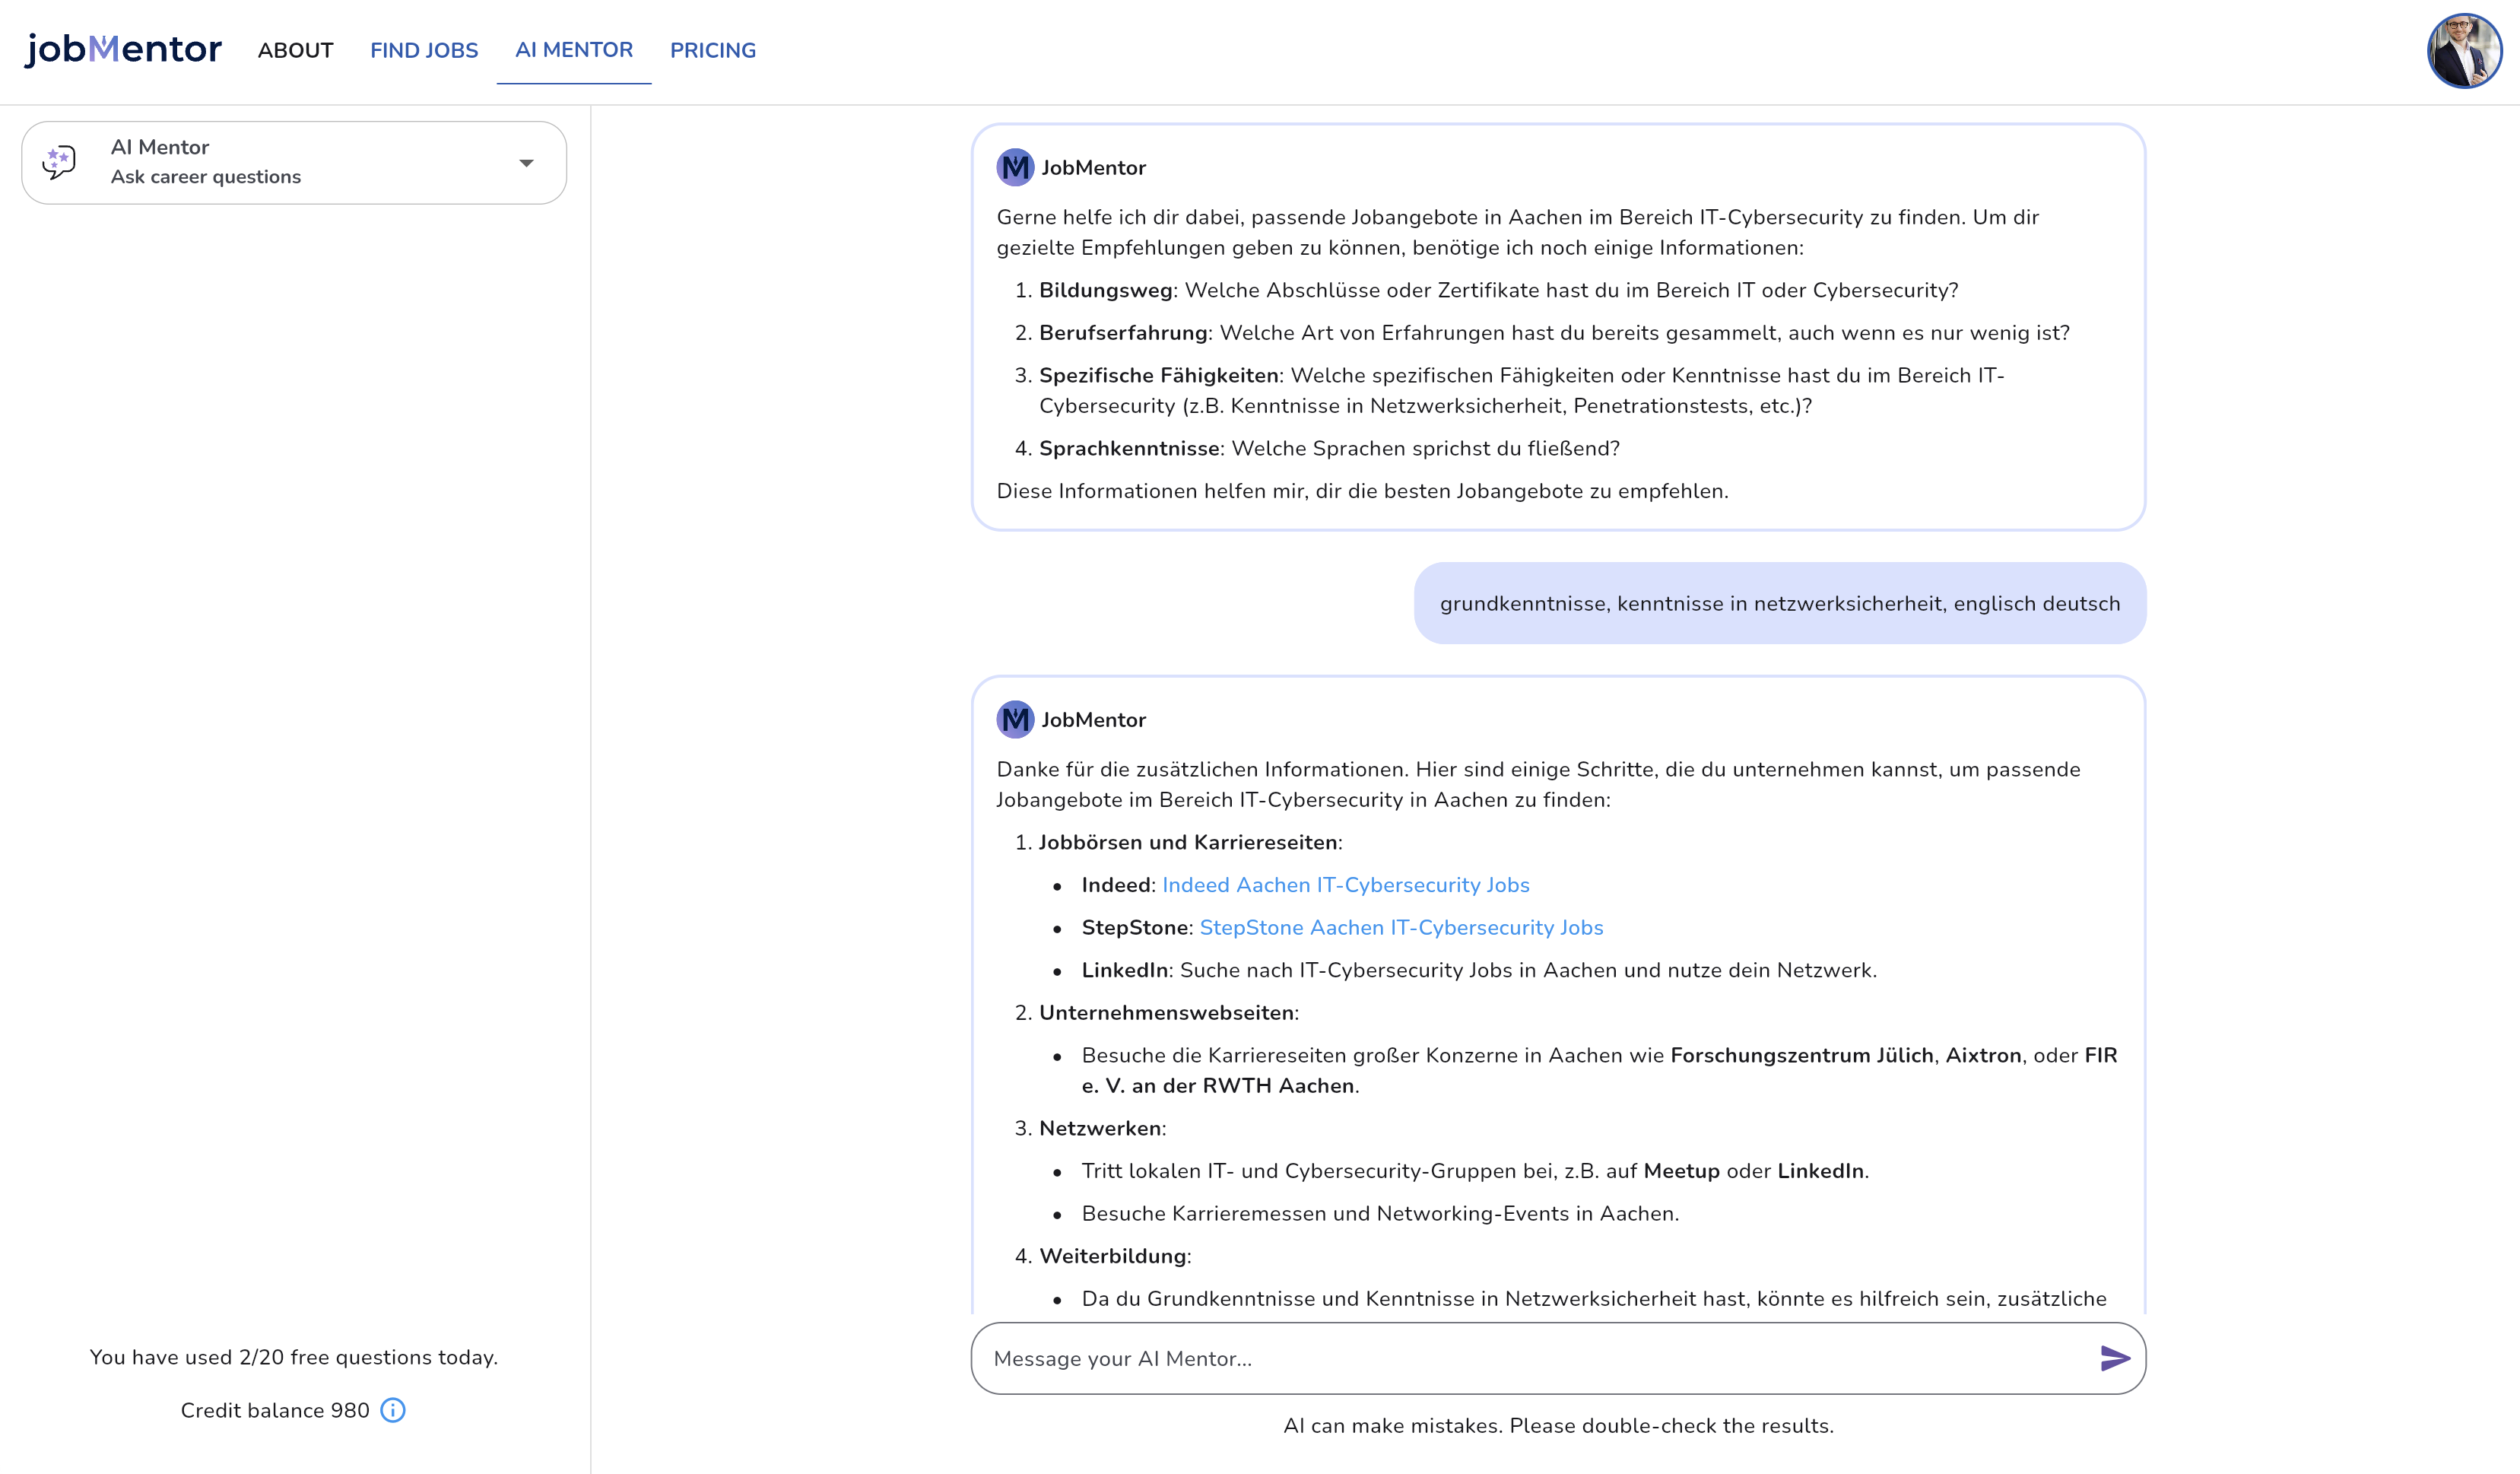 jobMentor
ABOUT
FIND JOBS
AI MENTOR
PRICING
AI Mentor
Ask career questions
You have used 2/20 free questions today.
Credit balance 980
JobMentor
Gerne helfe ich dir dabei, passende Jobangebote in Aachen im Bereich IT-Cybersecurity zu finden. Um dir
gezielte Empfehlungen geben zu können, benötige ich noch einige Informationen:
1. Bildungsweg: Welche Abschlüsse oder Zertifikate hast du im Bereich IT oder Cybersecurity?
2. Berufserfahrung: Welche Art von Erfahrungen hast du bereits gesammelt, auch wenn es nur wenig ist?
3. Spezifische Fähigkeiten: Welche spezifischen Fähigkeiten oder Kenntnisse hast du im Bereich IT-
Cybersecurity (z.B. Kenntnisse in Netzwerksicherheit, Penetrationstests, etc.)?
4. Sprachkenntnisse: Welche Sprachen sprichst du fließend?
Diese Informationen helfen mir, dir die besten Jobangebote zu empfehlen.
grundkenntnisse, kenntnisse in netzwerksicherheit, englisch deutsch
JobMentor
Danke für die zusätzlichen Informationen. Hier sind einige Schritte, die du unternehmen kannst, um passende
Jobangebote im Bereich IT-Cybersecurity in Aachen zu finden:
1. Jobbörsen und Karriereseiten:
• Indeed: Indeed Aachen IT-Cybersecurity Jobs
• StepStone: StepStone Aachen IT-Cybersecurity Jobs
• LinkedIn: Suche nach IT-Cybersecurity Jobs in Aachen und nutze dein Netzwerk.
2. Unternehmenswebseiten:
• Besuche die Karriereseiten großer Konzerne in Aachen wie Forschungszentrum Jülich, Aixtron, oder FIR
e. V. an der RWTH Aachen.
3. Netzwerken:
• Tritt lokalen IT- und Cybersecurity-Gruppen bei, z.B. auf Meetup oder LinkedIn.
• Besuche Karrieremessen und Networking-Events in Aachen.
4. Weiterbildung:
• Da du Grundkenntnisse und Kenntnisse in Netzwerksicherheit hast, könnte es hilfreich sein, zusätzliche
Message your AI Mentor...
AI can make mistakes. Please double-check the results.